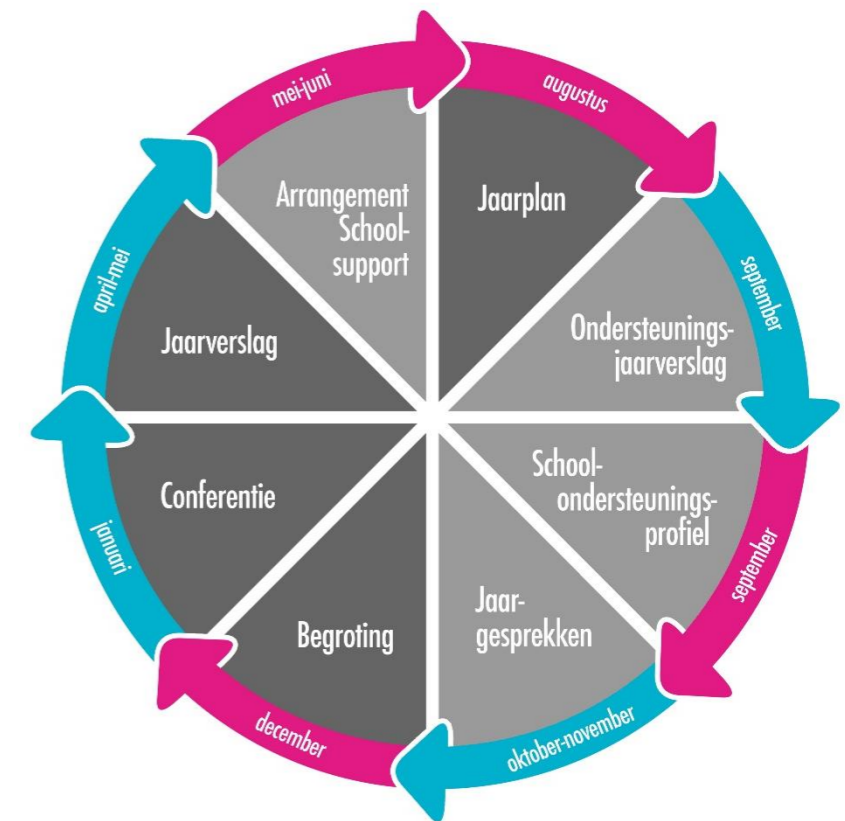 augustus
Jaarplan
september
Ondersteunings-
jaarverslag
september
School-
ondersteunings-
profiel
oktober-november
Jaar-
gesprekken
december
Begroting
januari
Conferentie
april-mei
Jaarverslag
mei-juni
Arrangement
School-
support